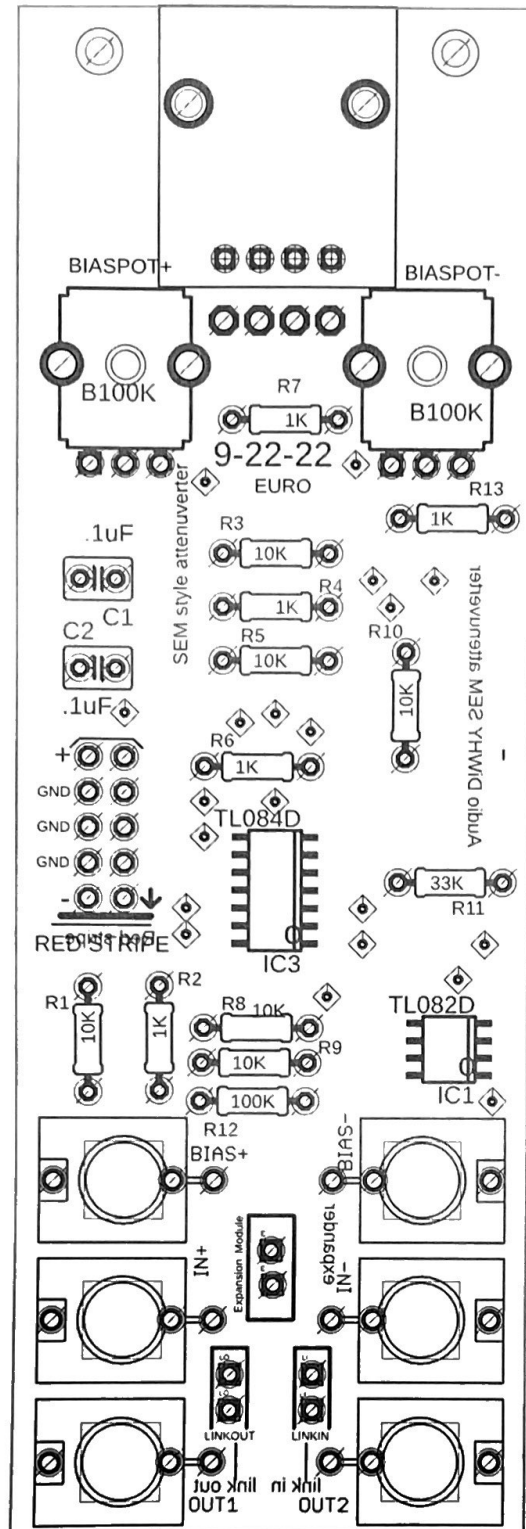 BIASPOT+
BIASPOT-
B100K
B100K
R7
1K
9-22-22
EURO
R13
1K
SEM style attenuverter
.1uF
R3
10K
C1
R4
1K
C2
R5
10K
.1uF
R10
10K
Audio DiWHY SEM attenuverter
+
-
R6
1K
GND
GND
GND
-
TL084D
33K
R11
RED STRIPE
Red stripe
IC3
R1
10K
R2
1K
R8
10K
10K
R9
100K
R12
TL082D
IC1
BIAS+
BIAS-
IN+
Expansion Module
expander
IN-
LINKOUT
LINKIN
link out
link in
OUT1
OUT2